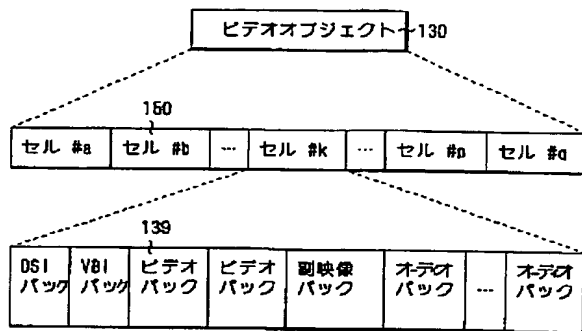 ビデオオブジェクト 130
150
セル #a セル #b … セル #k … セル #p セル #q
139
DSI VBI ビデオ ビデオ 副映像 オーディオ オーディオ
パック パック パック パック パック パック … パック